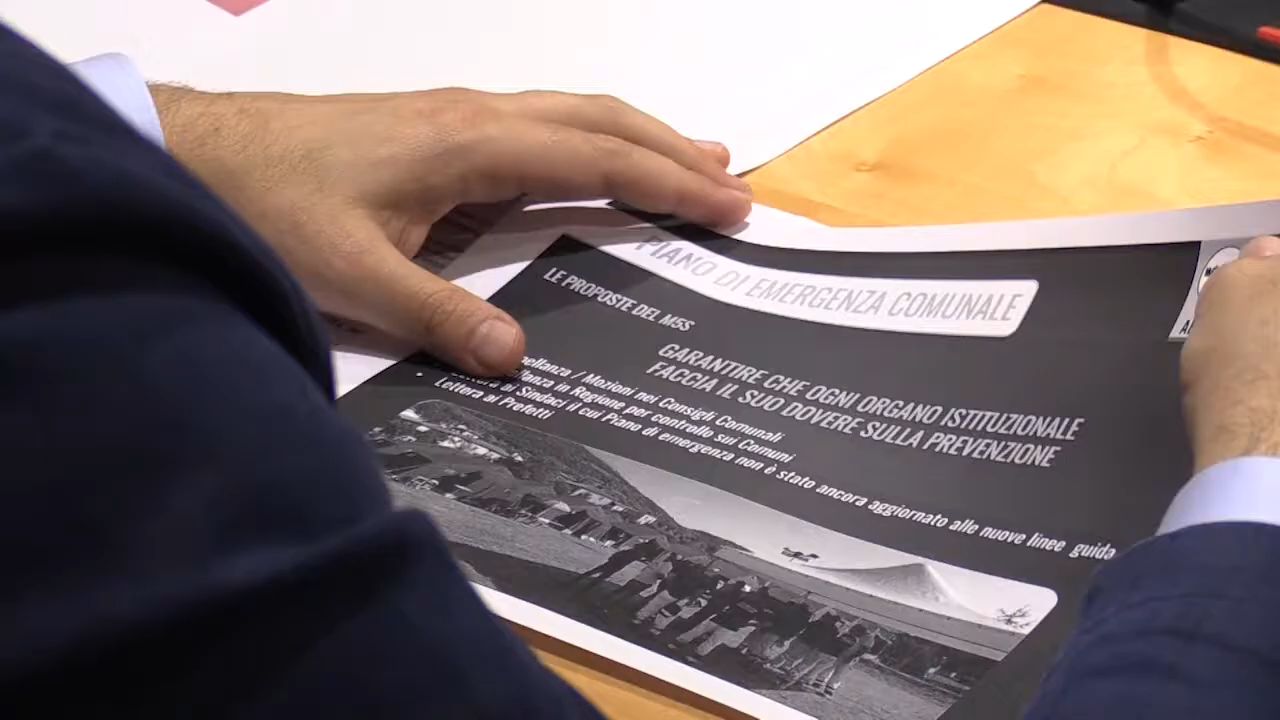 PIANO DI EMERGENZA COMUNALE
LE PROPOSTE DEL M5S
GARANTIRE CHE OGNI ORGANO ISTITUZIONALE
FACCIA IL SUO DOVERE SULLA PREVENZIONE
/ Mozioni nei Consigli Comunali
in Regione per controllo sui Comuni
Lettera ai Sindaci il cui Piano di emergenza non è stato ancora aggiornato alle nuove linee guida
Lettera ai Prefetti